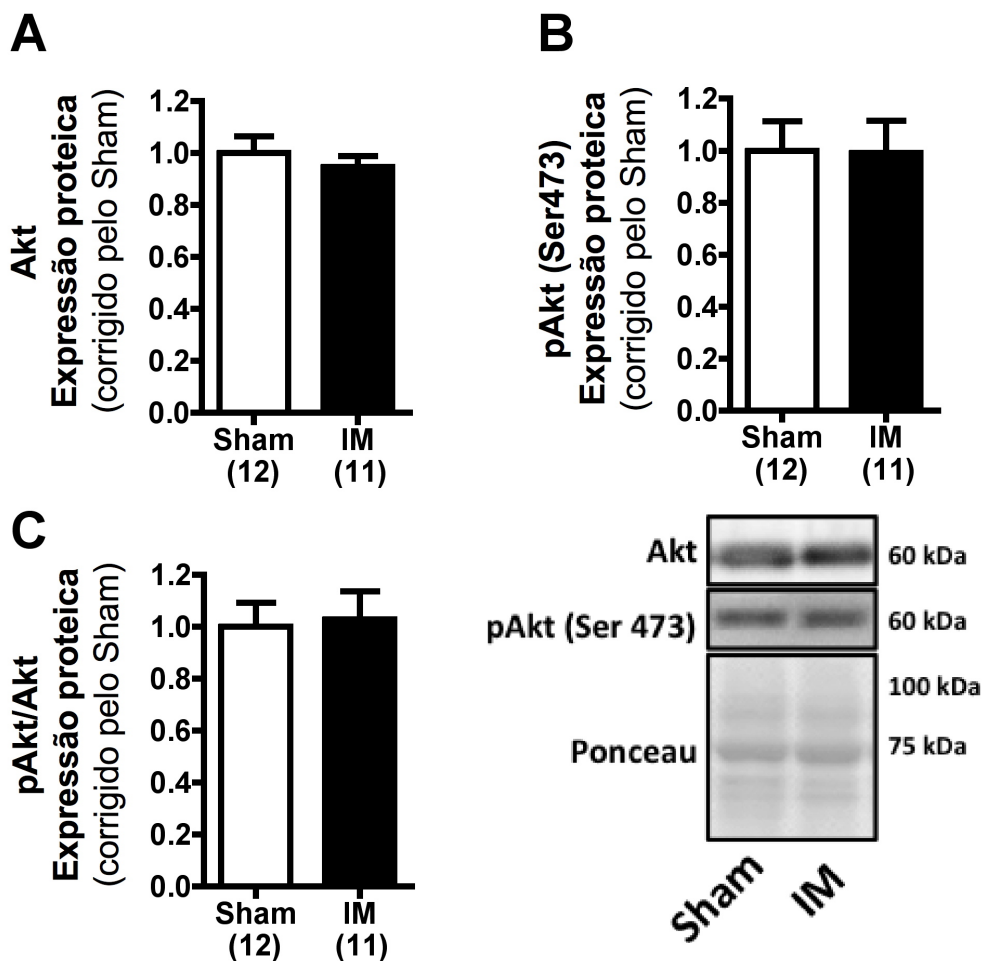 A
Akt
Expressão proteica
(corrigido pelo Sham)
1.2
1.0
0.8
0.6
0.4
0.2
0.0
Sham IM
(12) (11)
B
pAkt (Ser473)
Expressão proteica
(corrigido pelo Sham)
1.2
1.0
0.8
0.6
0.4
0.2
0.0
Sham IM
(12) (11)
C
pAkt/Akt
Expressão proteica
(corrigido pelo Sham)
1.2
1.0
0.8
0.6
0.4
0.2
0.0
Sham IM
(12) (11)
Akt 60 kDa
pAkt (Ser 473) 60 kDa
100 kDa
Ponceau 75 kDa
Sham IM